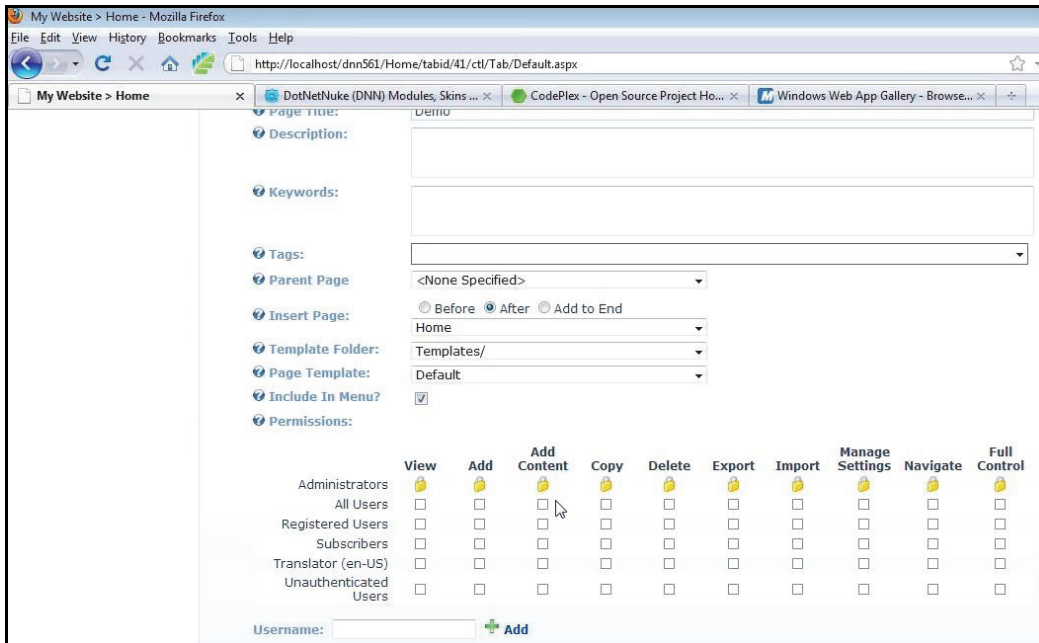 My Website > Home - Mozilla Firefox
File Edit View History Bookmarks Tools Help
http://localhost/dnn561/Home/tabid/41/ctl/Tab/Default.aspx
My Website > Home DotNetNuke (DNN) Modules, Skins ... CodePlex - Open Source Project Ho... Windows Web App Gallery - Browse...
Page Title: Demo
Description:
Keywords:
Tags:
Parent Page <None Specified>
Insert Page: Before After Add to End
Home
Template Folder: Templates/
Page Template: Default
Include In Menu?
Permissions:
View Add Add Content Copy Delete Export Import Manage Settings Navigate Full Control
Administrators
All Users
Registered Users
Subscribers
Translator (en-US)
Unauthenticated
Users
Username: Add